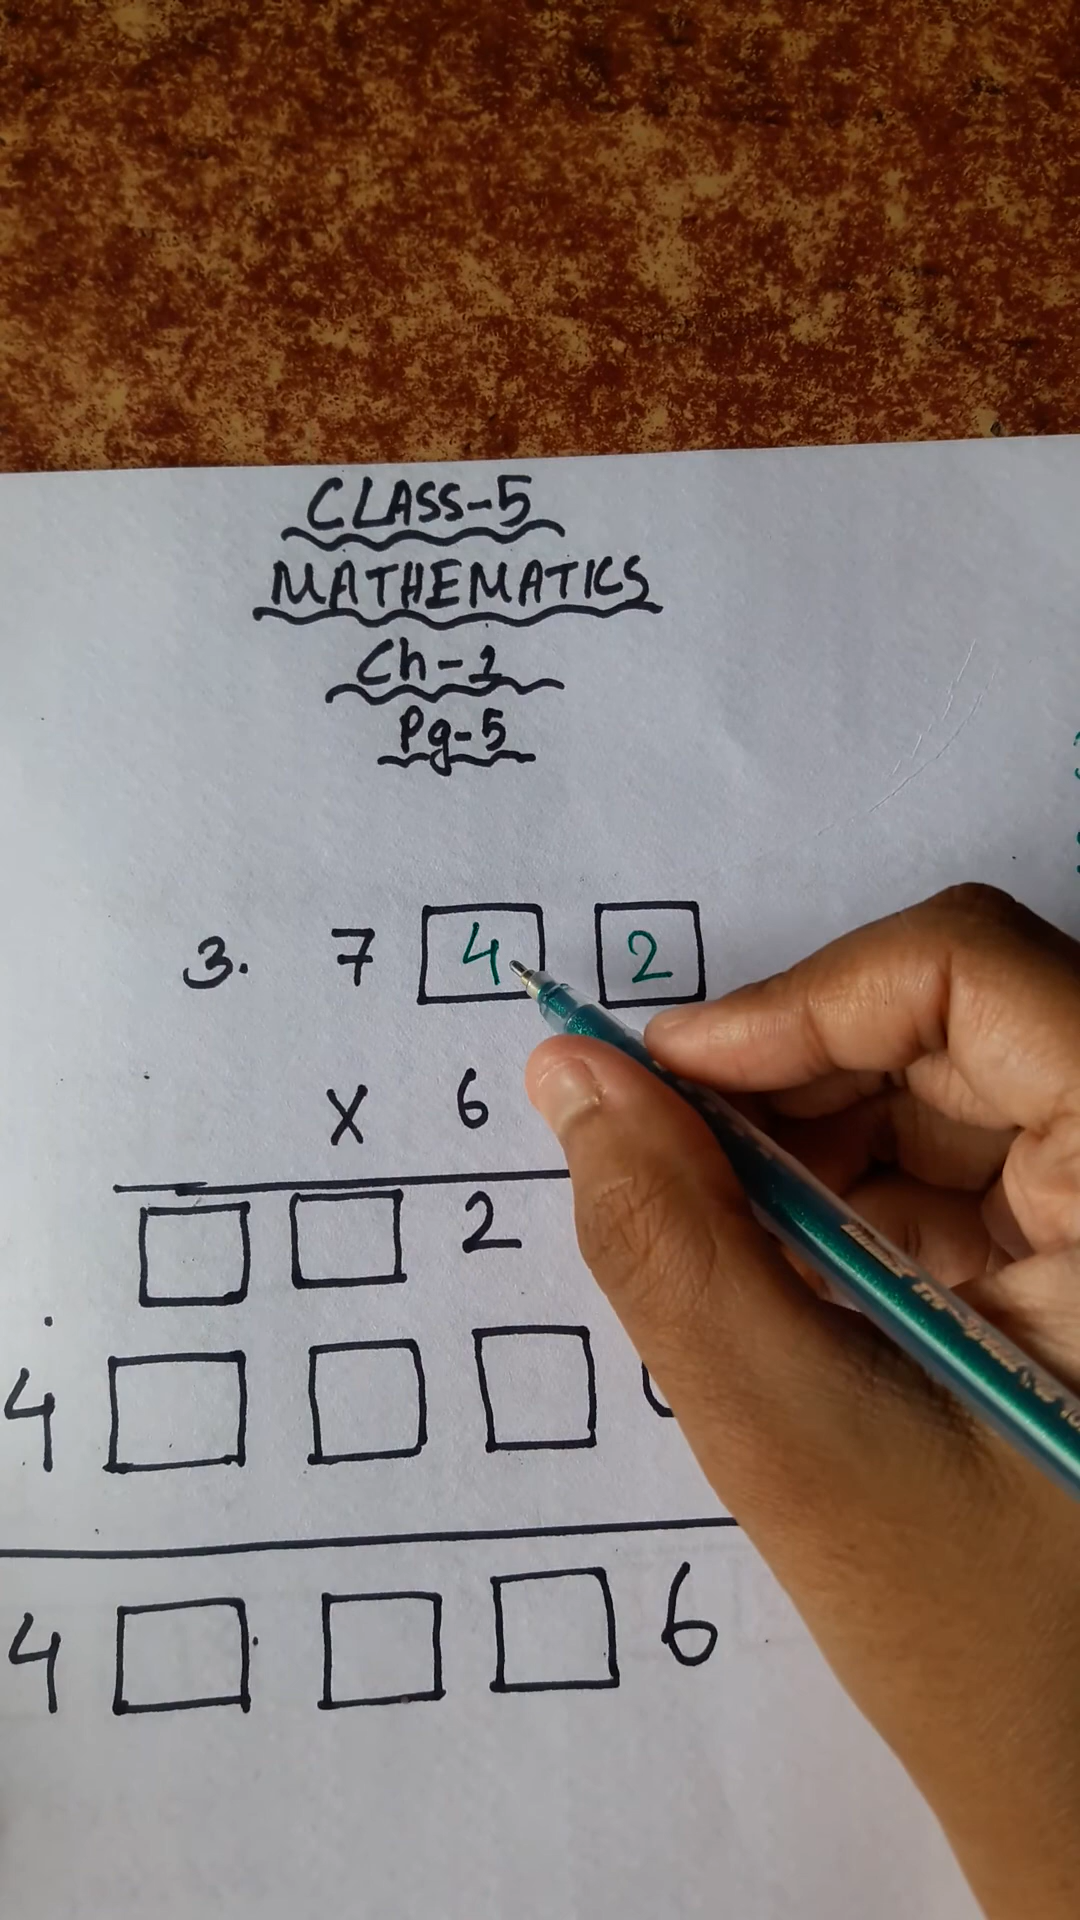 CLASS-5
MATHEMATICS
Ch-1
Pg-5
3. 7 4 2
X 6
2
4
4 6